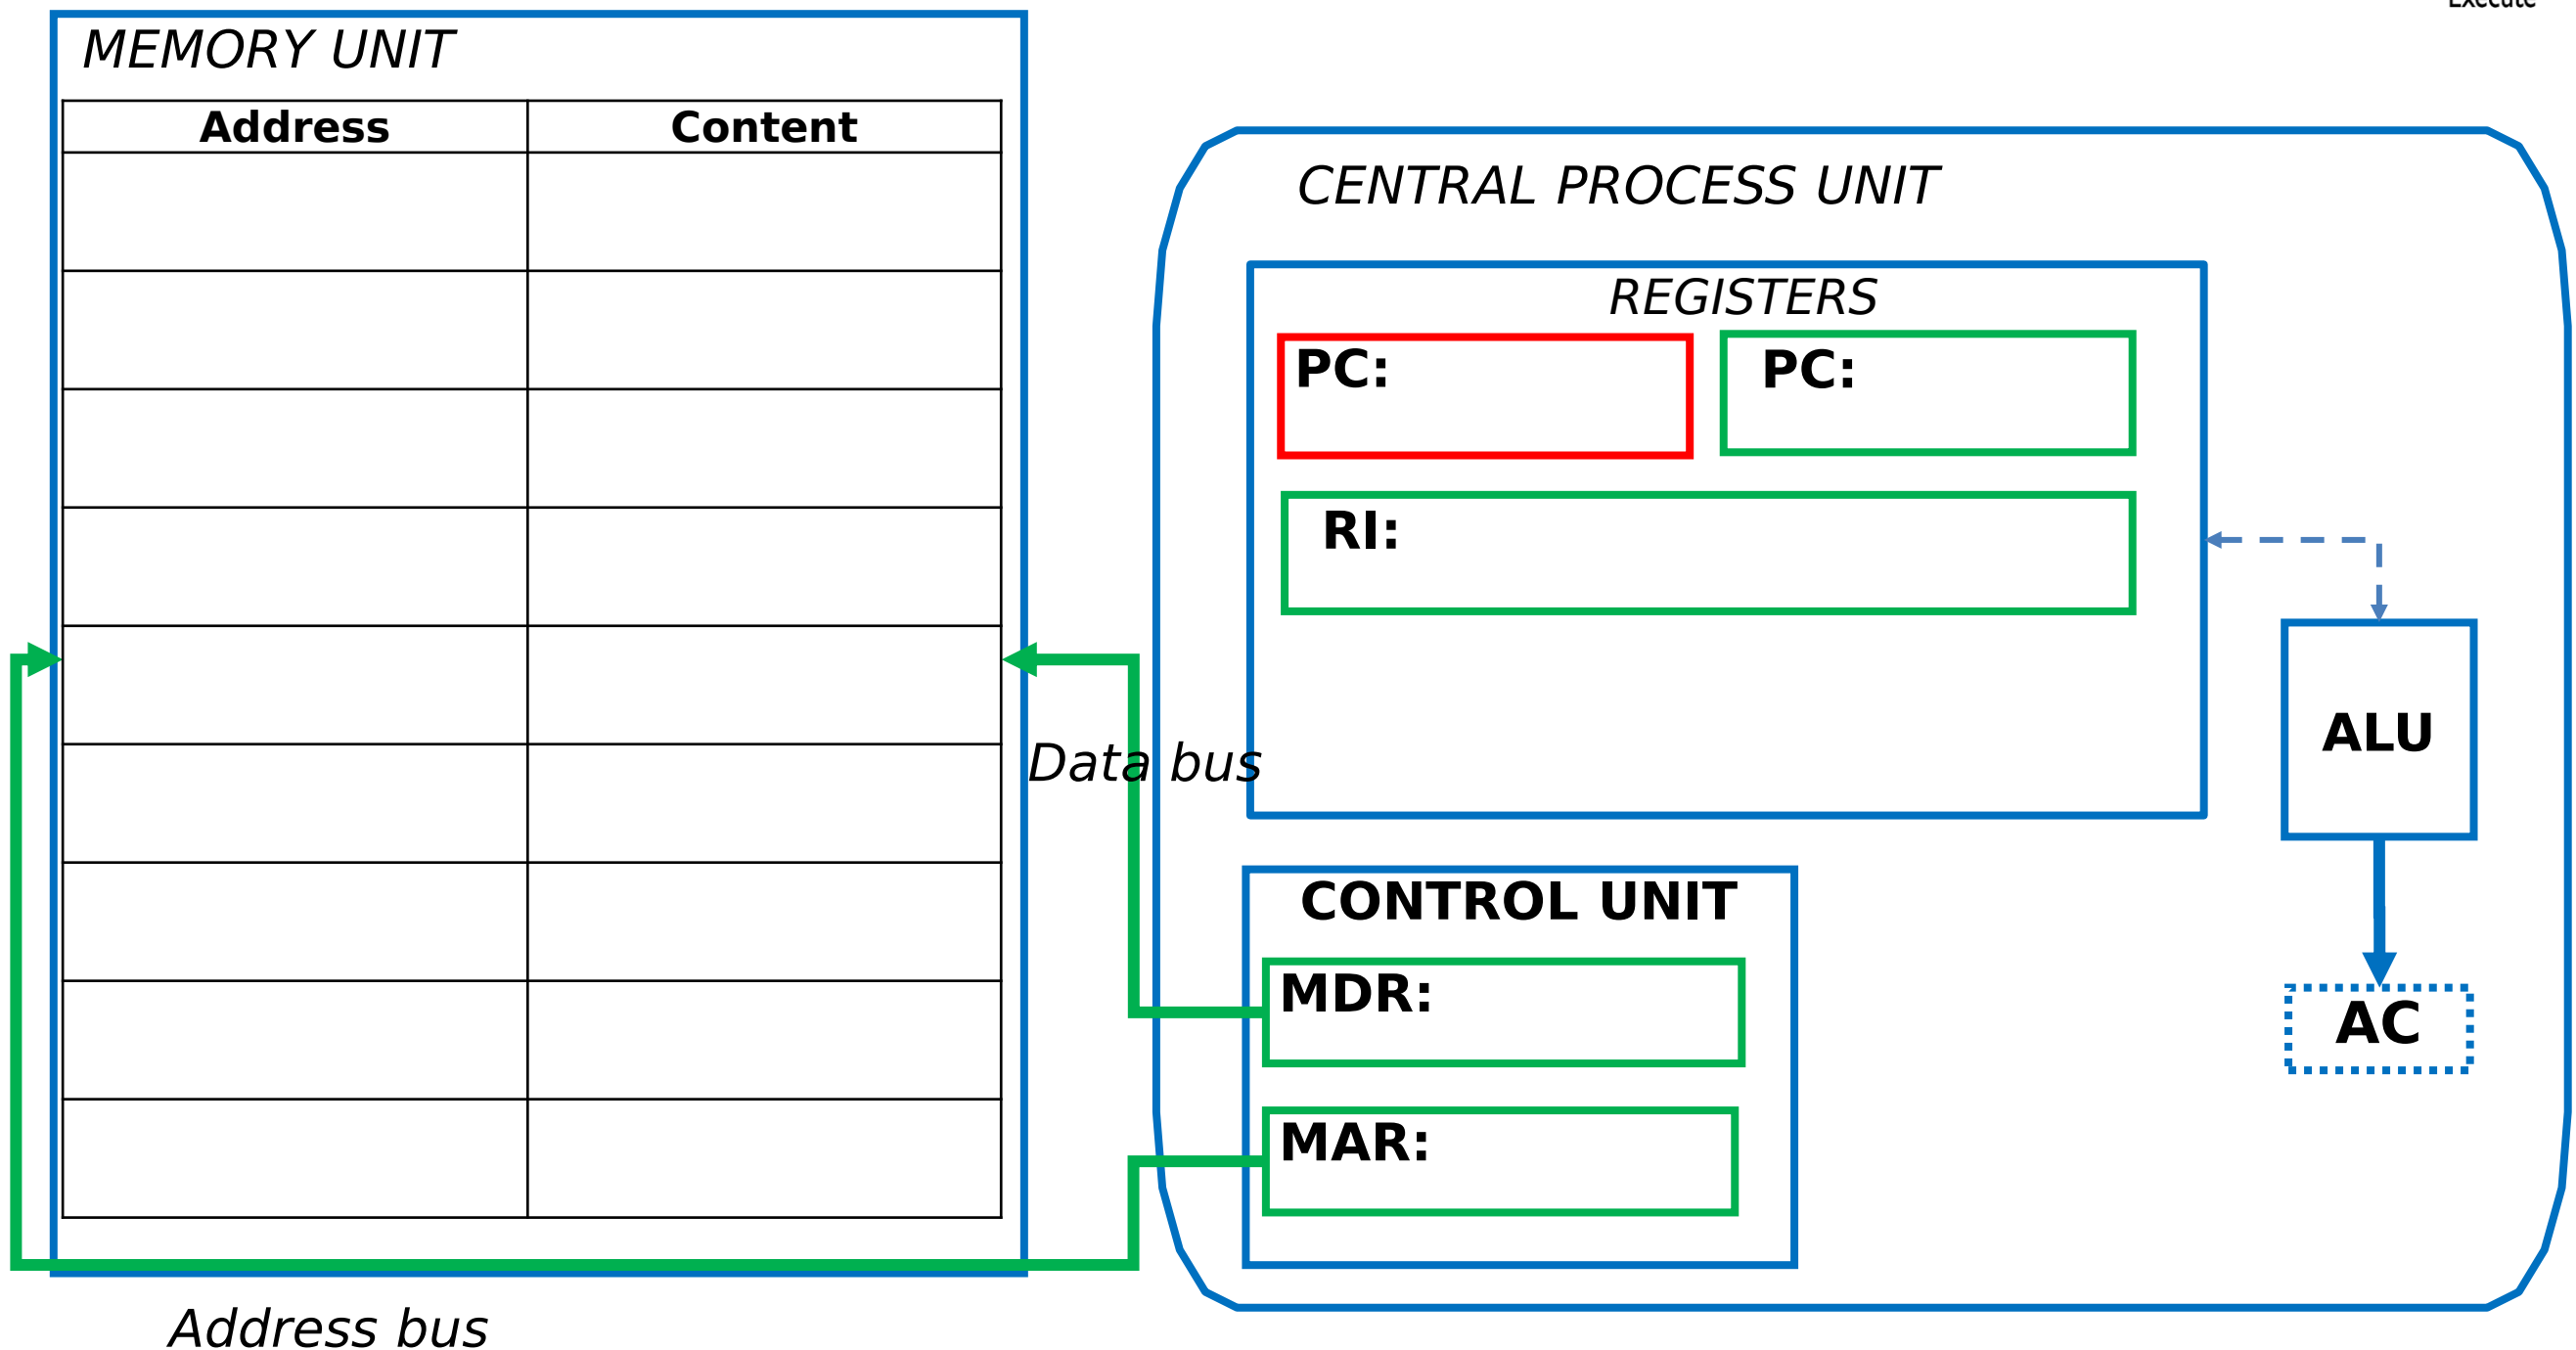 Execute
MEMORY UNIT
Address Content
CENTRAL PROCESS UNIT
REGISTERS
PC: PC:
RI:
ALU
Data bus
CONTROL UNIT
MDR:
AC
MAR:
Address bus